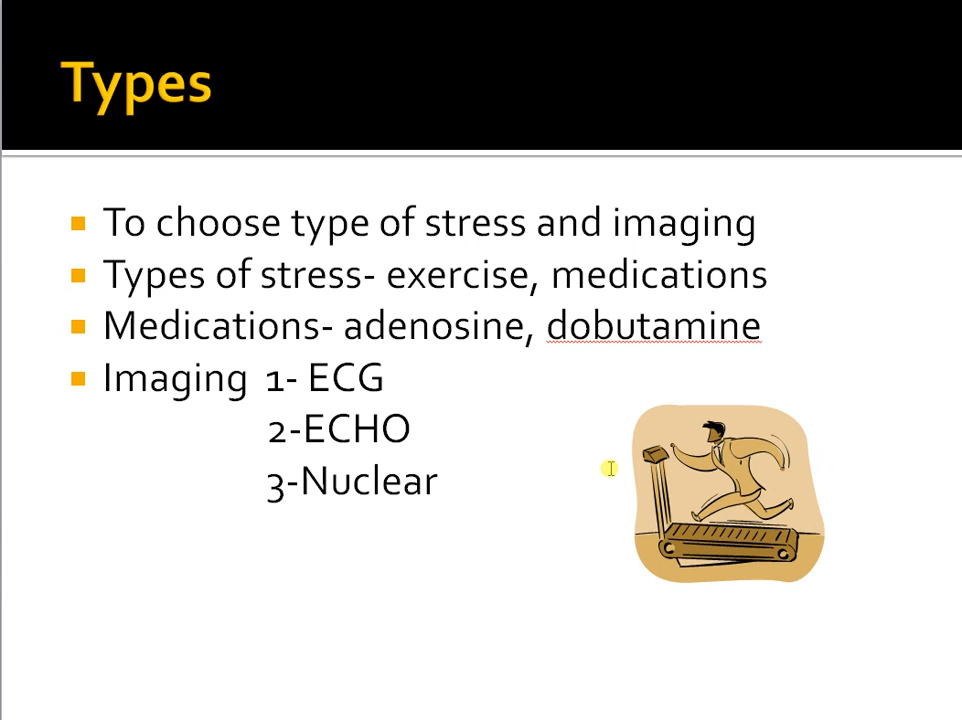 Types
To choose type of stress and imaging
Types of stress- exercise, medications
Medications- adenosine, dobutamine
Imaging 1- ECG
2-ECHO
3-Nuclear